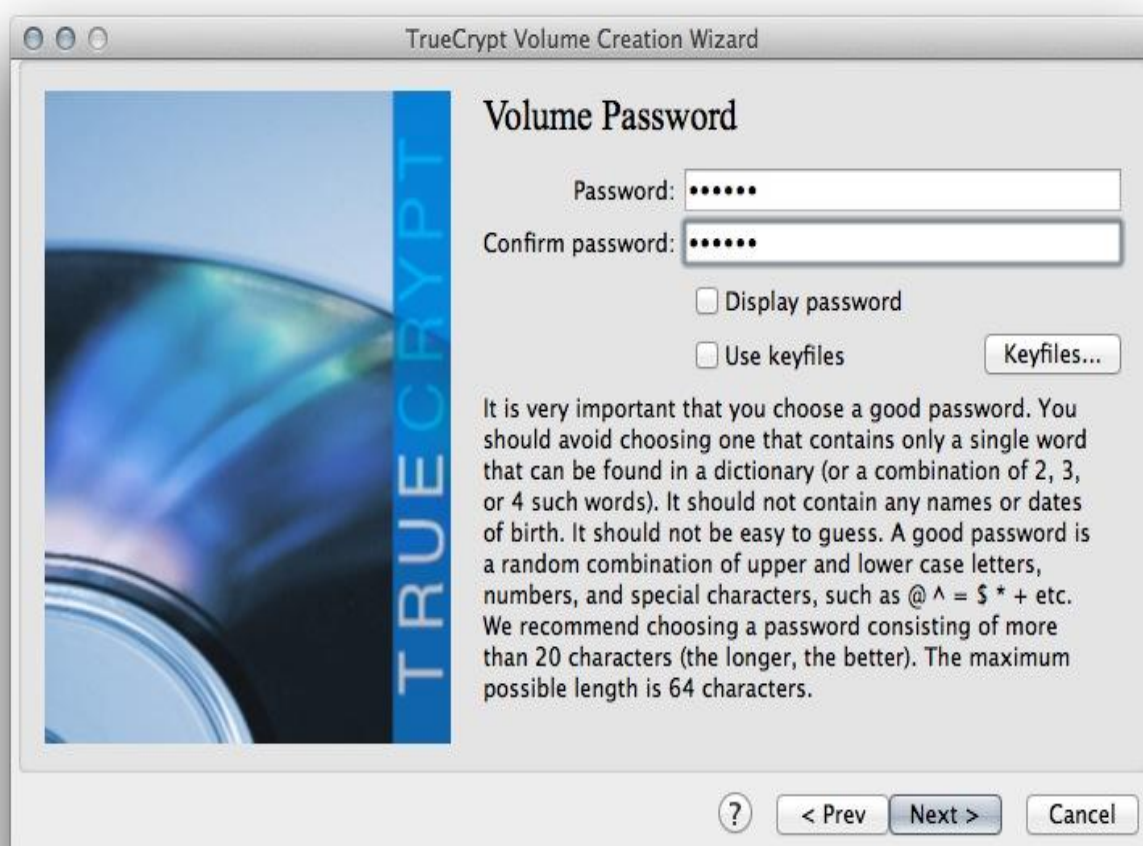 TrueCrypt Volume Creation Wizard
TRUECRYPT
Volume Password
Password: ••••••
Confirm password: ••••••
Display password
Use keyfiles
Keyfiles...
It is very important that you choose a good password. You
should avoid choosing one that contains only a single word
that can be found in a dictionary (or a combination of 2, 3,
or 4 such words). It should not contain any names or dates
of birth. It should not be easy to guess. A good password is
a random combination of upper and lower case letters,
numbers, and special characters, such as @ ^ = $ * + etc.
We recommend choosing a password consisting of more
than 20 characters (the longer, the better). The maximum
possible length is 64 characters.
? < Prev Next > Cancel